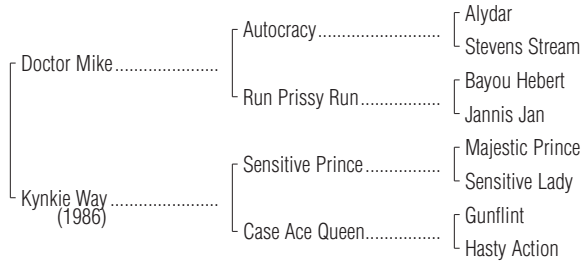 Alydar
Autocracy
Stevens Stream
Doctor Mike
Bayou Hebert
Run Prissy Run
Jannis Jan
Majestic Prince
Sensitive Prince
Sensitive Lady
Kynkie Way
(1986)
Gunflint
Case Ace Queen
Hasty Action